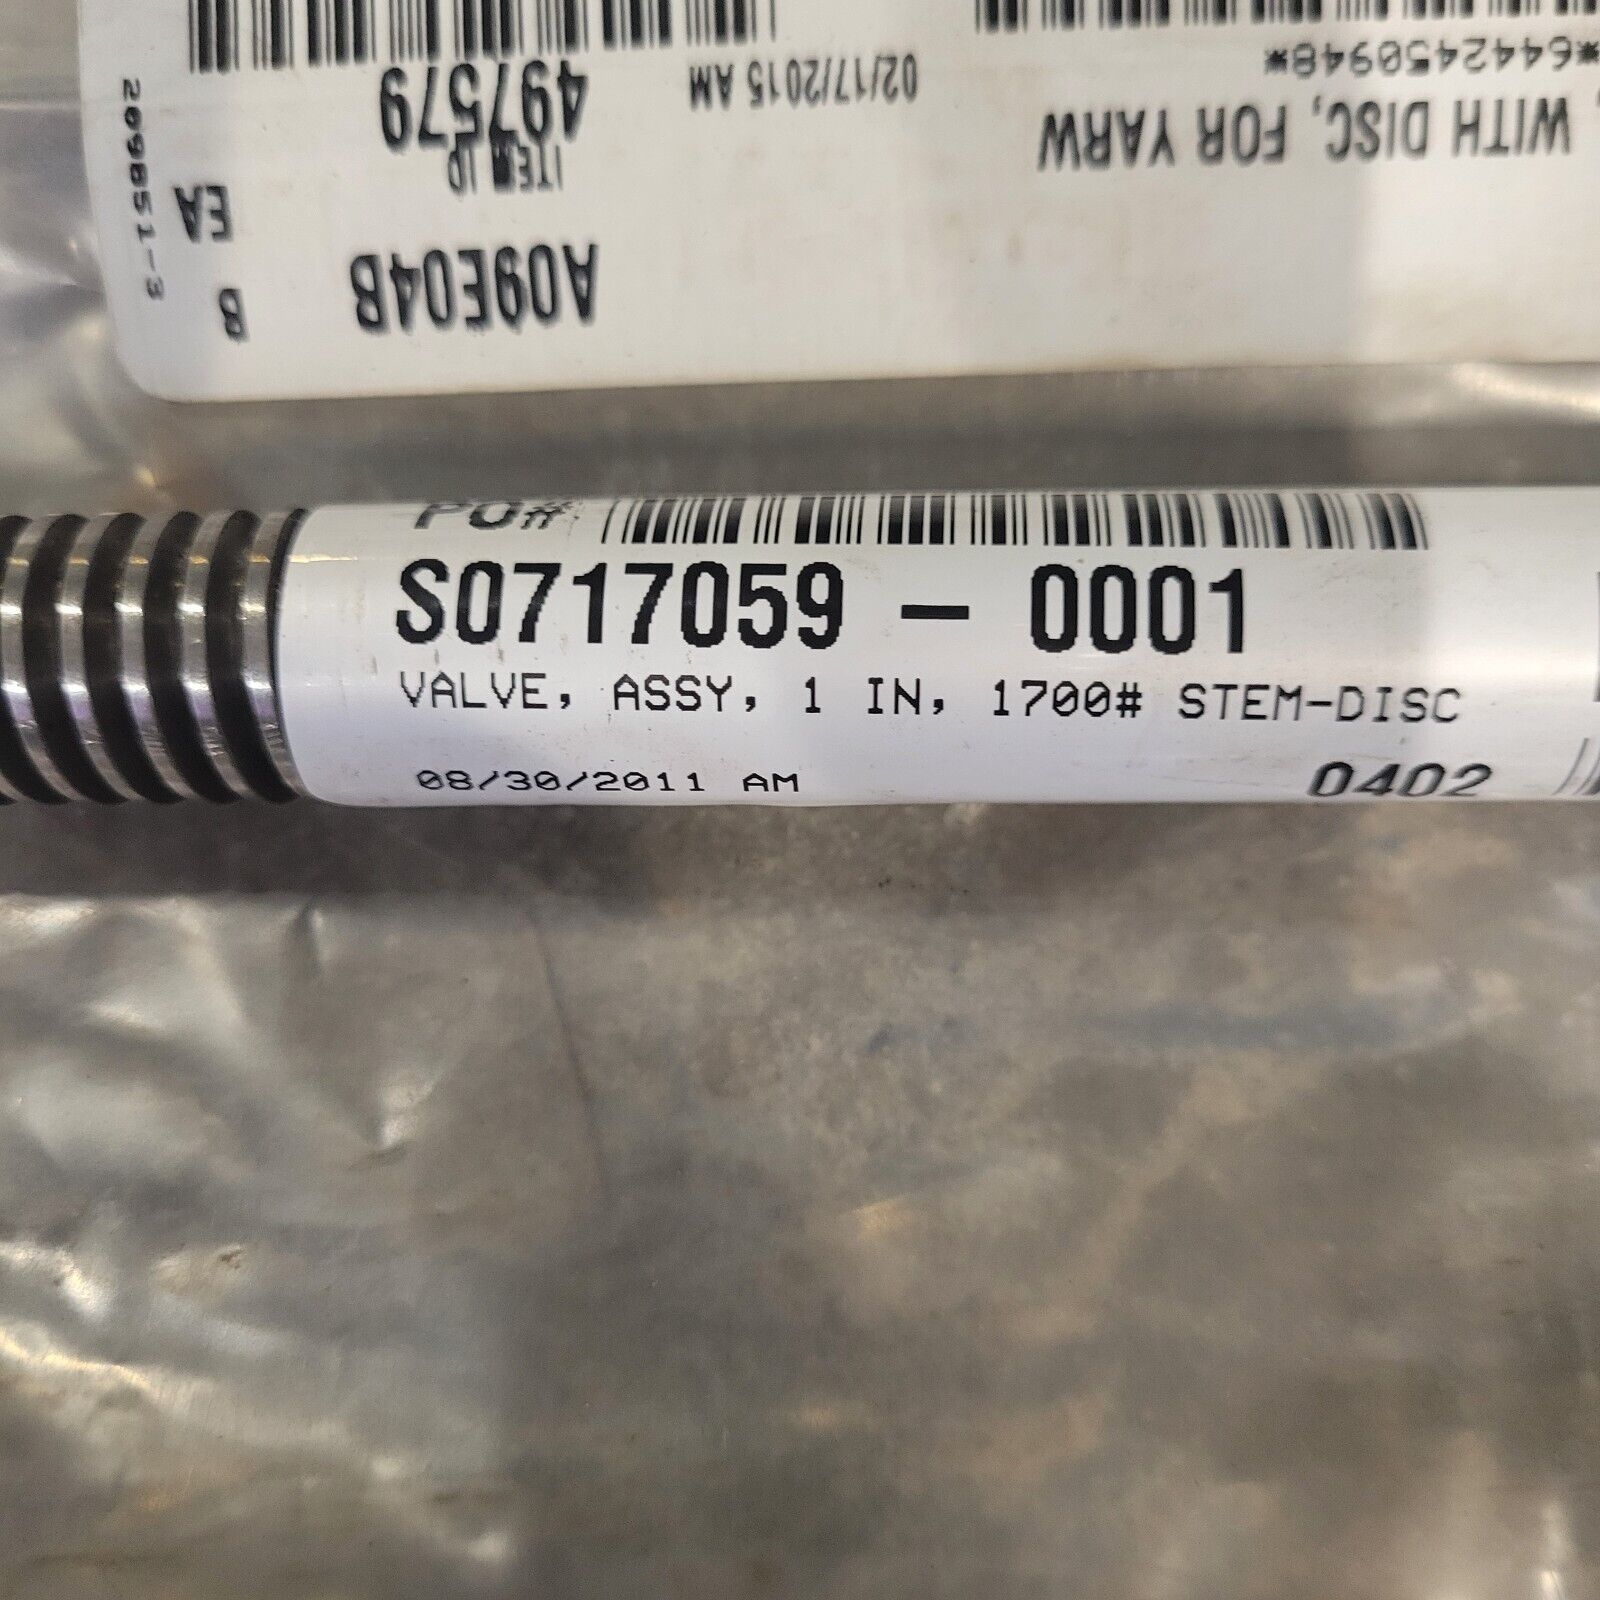 *6442450948*
WITH DISC, FOR YARW
02/17/2015 AM
497579
ITEM ID
A09E04B
EA
B
209851-3
PO#
S0717059 - 0001
VALVE, ASSY, 1 IN, 1700# STEM-DISC
08/30/2011 AM
0402